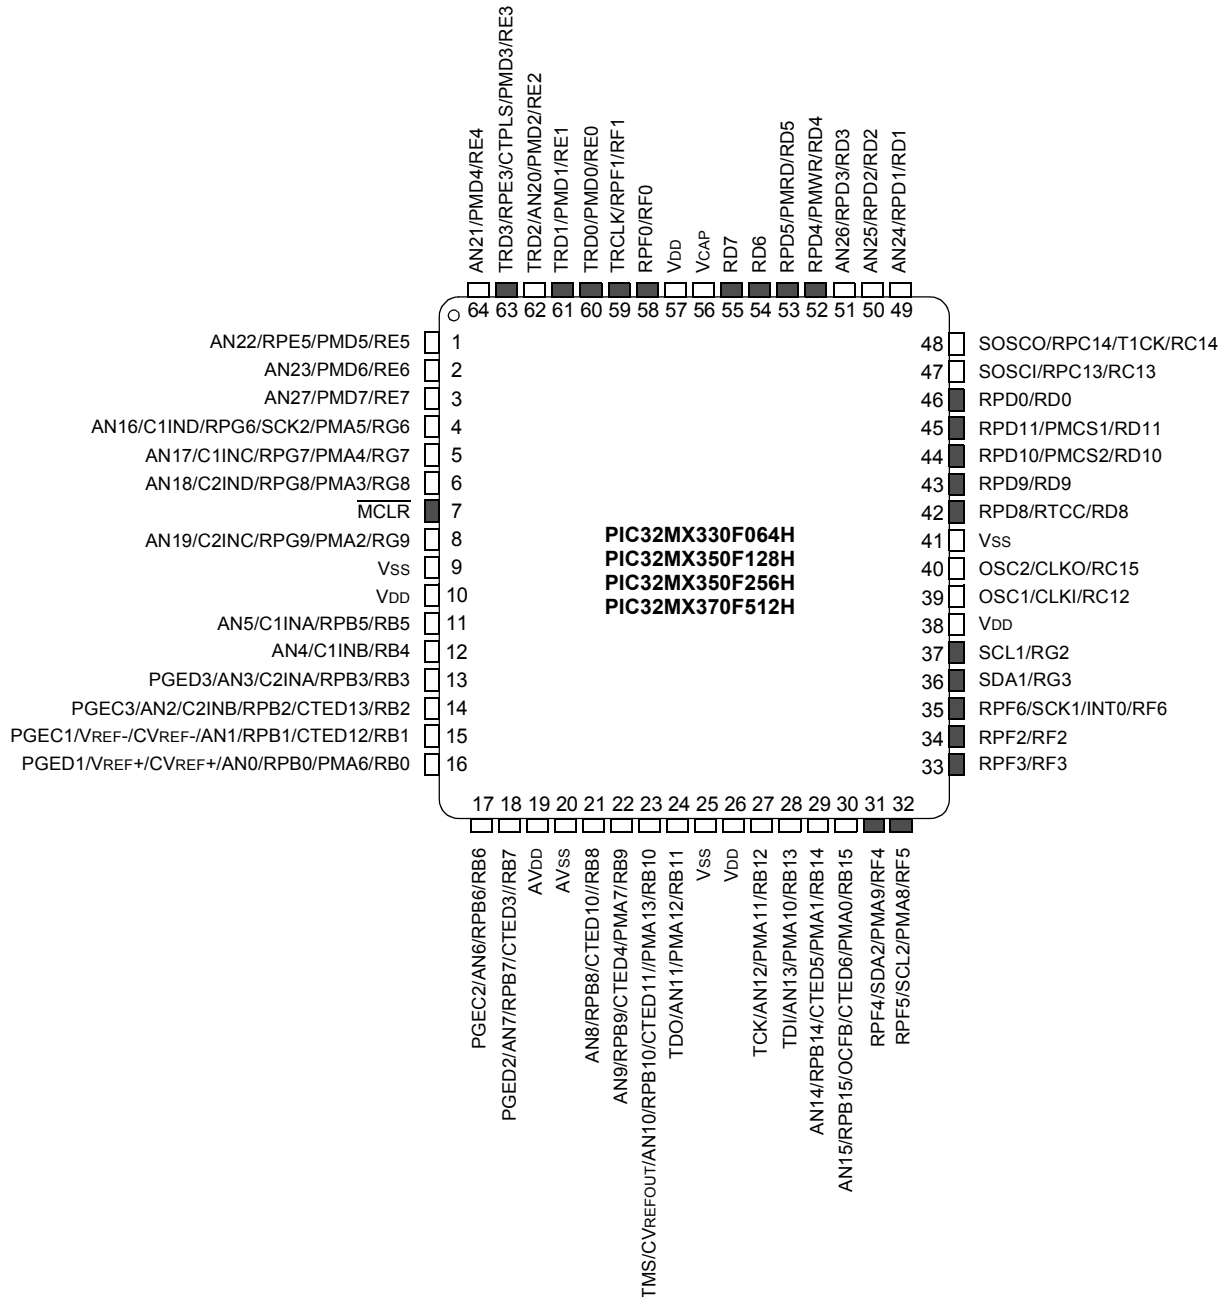 AN21/PMD4/RE4
TRD3/RPE3/CTPLS/PMD3/RE3
TRD2/AN20/PMD2/RE2
TRD1/PMD1/RE1
TRD0/PMD0/RE0
TRCLK/RPF1/RF1
RPF0/RF0
VDD
VCAP
RD7
RD6
RPD5/PMRD/RD5
RPD4/PMWR/RD4
AN26/RPD3/RD3
AN25/RPD2/RD2
AN24/RPD1/RD1
64 63 62 61 60 59 58 57 56 55 54 53 52 51 50 49
AN22/RPE5/PMD5/RE5 1
AN23/PMD6/RE6 2
AN27/PMD7/RE7 3
AN16/C1IND/RPG6/SCK2/PMA5/RG6 4
AN17/C1INC/RPG7/PMA4/RG7 5
AN18/C2IND/RPG8/PMA3/RG8 6
MCLR 7
AN19/C2INC/RPG9/PMA2/RG9 8
VSS 9
VDD 10
AN5/C1INA/RPB5/RB5 11
AN4/C1INB/RB4 12
PGED3/AN3/C2INA/RPB3/RB3 13
PGEC3/AN2/C2INB/RPB2/CTED13/RB2 14
PGEC1/VREF-/CVREF-/AN1/RPB1/CTED12/RB1 15
PGED1/VREF+/CVREF+/AN0/RPB0/PMA6/RB0 16
PIC32MX330F064H
PIC32MX350F128H
PIC32MX350F256H
PIC32MX370F512H
48 SOSCO/RPC14/T1CK/RC14
47 SOSCI/RPC13/RC13
46 RPD0/RD0
45 RPD11/PMCS1/RD11
44 RPD10/PMCS2/RD10
43 RPD9/RD9
42 RPD8/RTCC/RD8
41 VSS
40 OSC2/CLKO/RC15
39 OSC1/CLKI/RC12
38 VDD
37 SCL1/RG2
36 SDA1/RG3
35 RPF6/SCK1/INT0/RF6
34 RPF2/RF2
33 RPF3/RF3
17 18 19 20 21 22 23 24 25 26 27 28 29 30 31 32
PGEC2/AN6/RPB6/RB6
PGED2/AN7/RPB7/CTED3//RB7
AVDD
AVSS
AN8/RPB8/CTED10//RB8
AN9/RPB9/CTED4/PMA7/RB9
TMS/CVREFOUT/AN10/RPB10/CTED11//PMA13/RB10
TDO/AN11/PMA12/RB11
VSS
VDD
TCK/AN12/PMA11/RB12
TDI/AN13/PMA10/RB13
AN14/RPB14/CTED5/PMA1/RB14
AN15/RPB15/OCFB/CTED6/PMA0/RB15
RPF4/SDA2/PMA9/RF4
RPF5/SCL2/PMA8/RF5